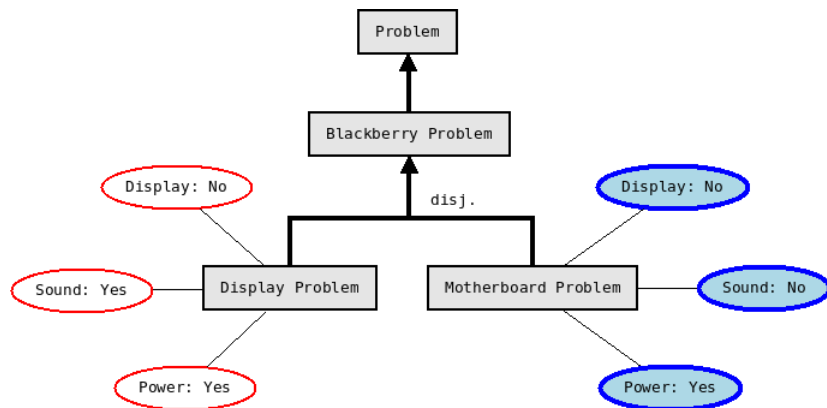 Problem
Blackberry Problem
Display: No
Display: No
disj.
Sound: Yes
Display Problem
Motherboard Problem
Sound: No
Power: Yes
Power: Yes